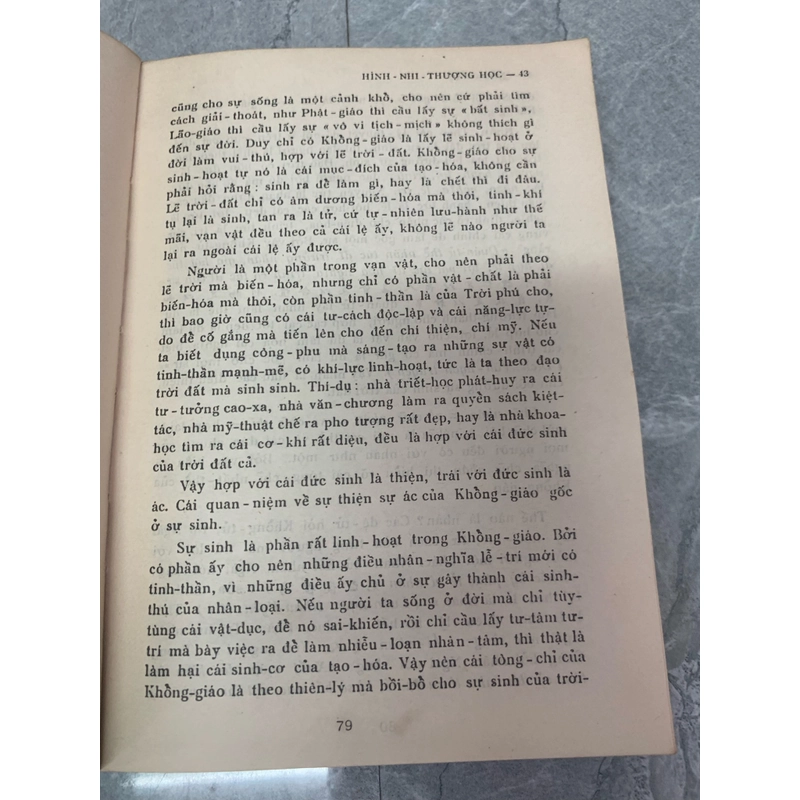 HÌNH - NHI - THƯỢNG HỌC — 43
cũng cho sự sống là một cảnh khổ, cho nên cứ phải tìm
cách giải-thoát, như Phật-giáo thì cầu lấy sự « bất sinh »,
Lão-giáo thì cầu lấy sự « vô vi tịch-mịch » không thích gì
đến sự đời. Duy chỉ có Khổng-giáo là lấy lẽ sinh-hoạt ở
đời làm vui-thú, hợp với lẽ trời-đất. Khổng-giáo cho sự
sinh-hoạt tự nó là cái mục-đích của tạo-hóa, không cần
phải hỏi rằng : sinh ra để làm gì, hay là chết thì đi đâu.
Lẽ trời-đất chỉ có âm dương biến-hóa mà thôi, tinh-khí
tụ lại là sinh, tan ra là tử, cứ tự-nhiên lưu-hành như thế
mãi, vạn vật đều theo cả cái lệ ấy, không lẽ nào người ta
lại ra ngoài cái lệ ấy được.
Người là một phần trong vạn vật, cho nên phải theo
lẽ trời mà biến-hóa, nhưng chỉ có phần vật-chất là phải
biến-hóa mà thôi, còn phần tinh-thần là của Trời phú cho,
thì bao giờ cũng có cái tư-cách độc-lập và cái năng-lực tự-
do để cố gắng mà tiến lên cho đến chí thiện, chí mỹ. Nếu
ta biết dụng công-phu mà sáng-tạo ra những sự vật có
tinh-thần mạnh-mẽ, có khí-lực linh-hoạt, tức là ta theo đạo
trời đất mà sinh sinh. Thí-dụ : nhà triết-học phát-huy ra cái
tư-tưởng cao-xa, nhà văn-chương làm ra quyển sách kiệt-
tác, nhà mỹ-thuật chế ra pho tượng rất đẹp, hay là nhà khoa-
học tìm ra cái cơ-khí rất diệu, đều là hợp với cái đức sinh
của trời đất cả.
Vậy hợp với cái đức sinh là thiện, trái với đức sinh là
ác. Cái quan-niệm về sự thiện sự ác của Khổng-giáo gốc
ở sự sinh.
Sự sinh là phần rất linh-hoạt trong Khổng-giáo. Bởi
có phần ấy cho nên những điều nhân-nghĩa lễ-trí mới có
tinh-thần, vì những điều ấy chủ ở sự gây thành cái sinh-
thú của nhân-loại. Nếu người ta sống ở đời mà chỉ tùy-
tùng cái vật-dục, để nó sai-khiến, rồi chỉ cầu lấy tư-tâm tư-
trí mà bày việc ra để làm nhiễu-loạn nhân-tâm, thì thật là
làm hại cái sinh-cơ của tạo-hóa. Vậy nên cái tông-chỉ của
Khổng-giáo là theo thiên-lý mà bồi-bổ cho sự sinh của trời-
79